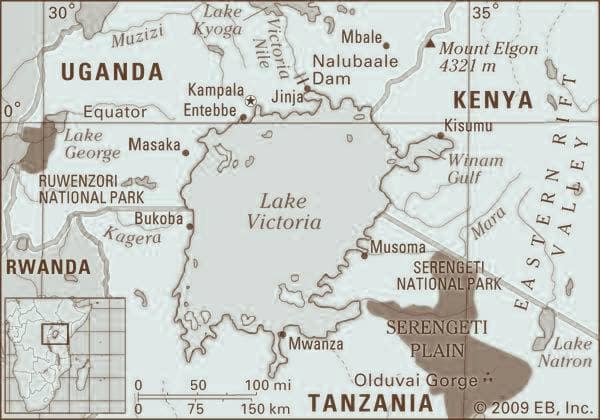 30°
Lake
Kyoga
Victoria
Nile
35°
Muzizi
Mbale
Mount Elgon
4321 m
UGANDA
Nalubaale
Dam
Kampala
Jinja
KENYA
Entebbe
0°
Equator
Kisumu
EASTERN RIFT
VALLEY
Lake
George
Masaka
Winam
Gulf
RUWENZORI
NATIONAL PARK
Lake
Victoria
Bukoba
Kagera
Mara
Musoma
RWANDA
SERENGETI
NATIONAL PARK
SERENGETI
PLAIN
Mwanza
Lake
Natron
Olduvai Gorge
0 50 100 mi
0 75 150 km
TANZANIA
© 2009 EB, Inc.